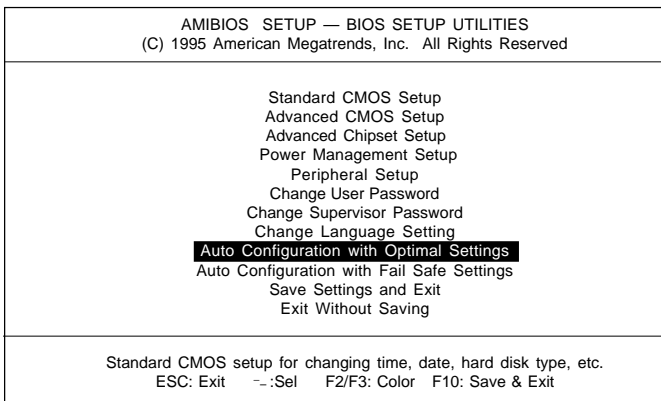 AMIBIOS SETUP — BIOS SETUP UTILITIES
(C) 1995 American Megatrends, Inc. All Rights Reserved
Standard CMOS Setup
Advanced CMOS Setup
Advanced Chipset Setup
Power Management Setup
Peripheral Setup
Change User Password
Change Supervisor Password
Change Language Setting
Auto Configuration with Optimal Settings
Auto Configuration with Fail Safe Settings
Save Settings and Exit
Exit Without Saving
Standard CMOS setup for changing time, date, hard disk type, etc.
ESC: Exit ¯_ :Sel F2/F3: Color F10: Save & Exit